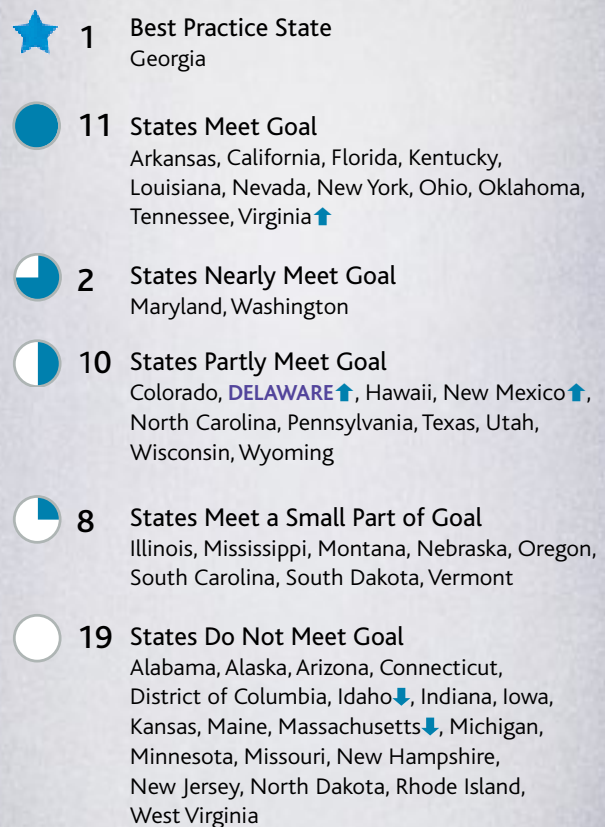 1 Best Practice State
Georgia
11 States Meet Goal
Arkansas, California, Florida, Kentucky,
Louisiana, Nevada, New York, Ohio, Oklahoma,
Tennessee, Virginia⬆
2 States Nearly Meet Goal
Maryland, Washington
10 States Partly Meet Goal
Colorado, DELAWARE⬆, Hawaii, New Mexico⬆,
North Carolina, Pennsylvania, Texas, Utah,
Wisconsin, Wyoming
8 States Meet a Small Part of Goal
Illinois, Mississippi, Montana, Nebraska, Oregon,
South Carolina, South Dakota, Vermont
19 States Do Not Meet Goal
Alabama, Alaska, Arizona, Connecticut,
District of Columbia, Idaho⬇, Indiana, Iowa,
Kansas, Maine, Massachusetts⬇, Michigan,
Minnesota, Missouri, New Hampshire,
New Jersey, North Dakota, Rhode Island,
West Virginia